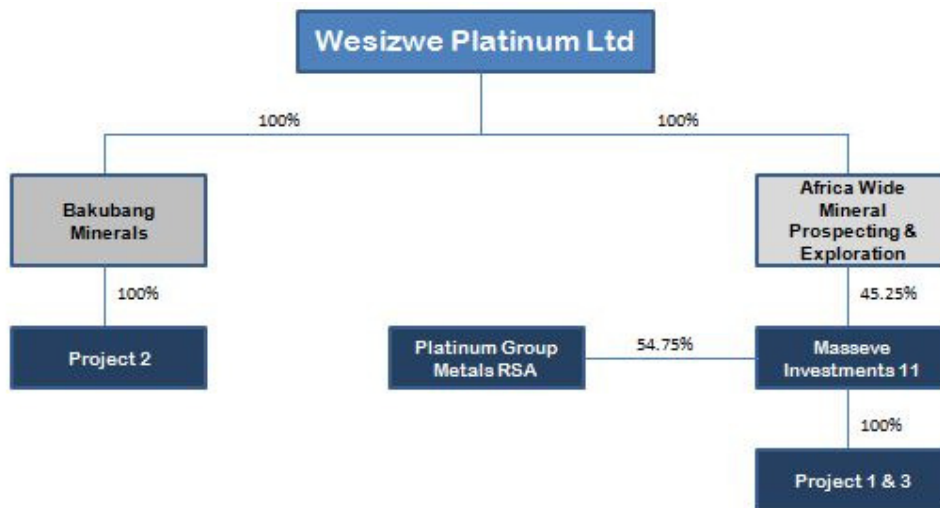 Wesizwe Platinum Ltd
100%
100%
Bakubang
Minerals
Africa Wide
Mineral
Prospecting &
Exploration
100%
45.25%
Project 2
Platinum Group
Metals RSA
54.75%
Masseve
Investments 11
100%
Project 1 & 3